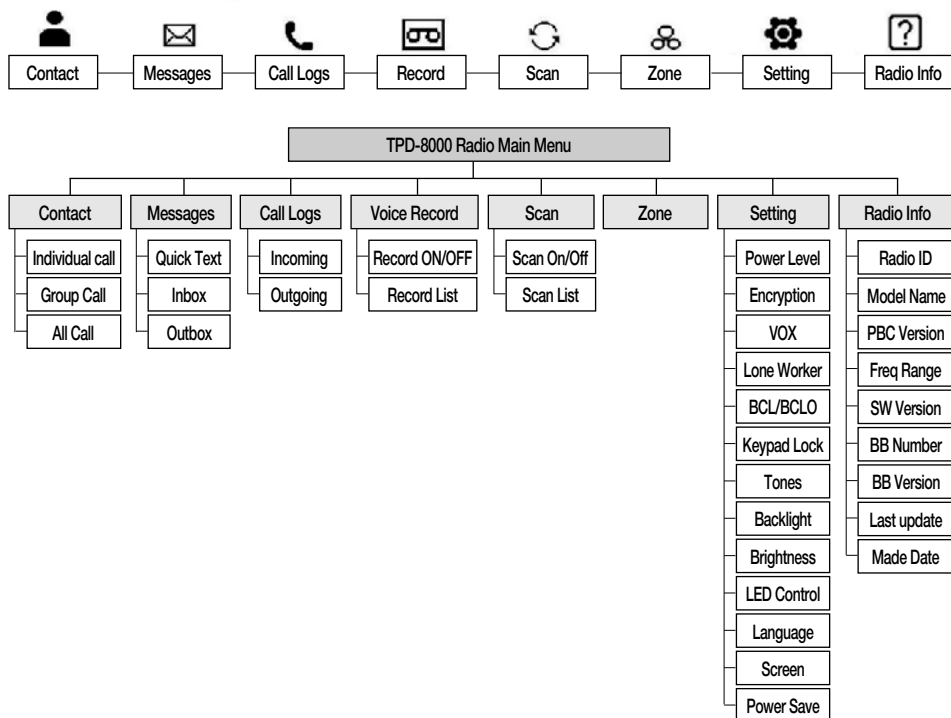 Contact
Messages
Call Logs
Record
Scan
Zone
Setting
Radio Info
TPD-8000 Radio Main Menu
Contact
Individual call
Group Call
All Call
Messages
Quick Text
Inbox
Outbox
Call Logs
Incoming
Outgoing
Voice Record
Record ON/OFF
Record List
Scan
Scan On/Off
Scan List
Zone
Setting
Power Level
Encryption
VOX
Lone Worker
BCL/BCLO
Keypad Lock
Tones
Backlight
Brightness
LED Control
Language
Screen
Power Save
Radio Info
Radio ID
Model Name
PBC Version
Freq Range
SW Version
BB Number
BB Version
Last update
Made Date